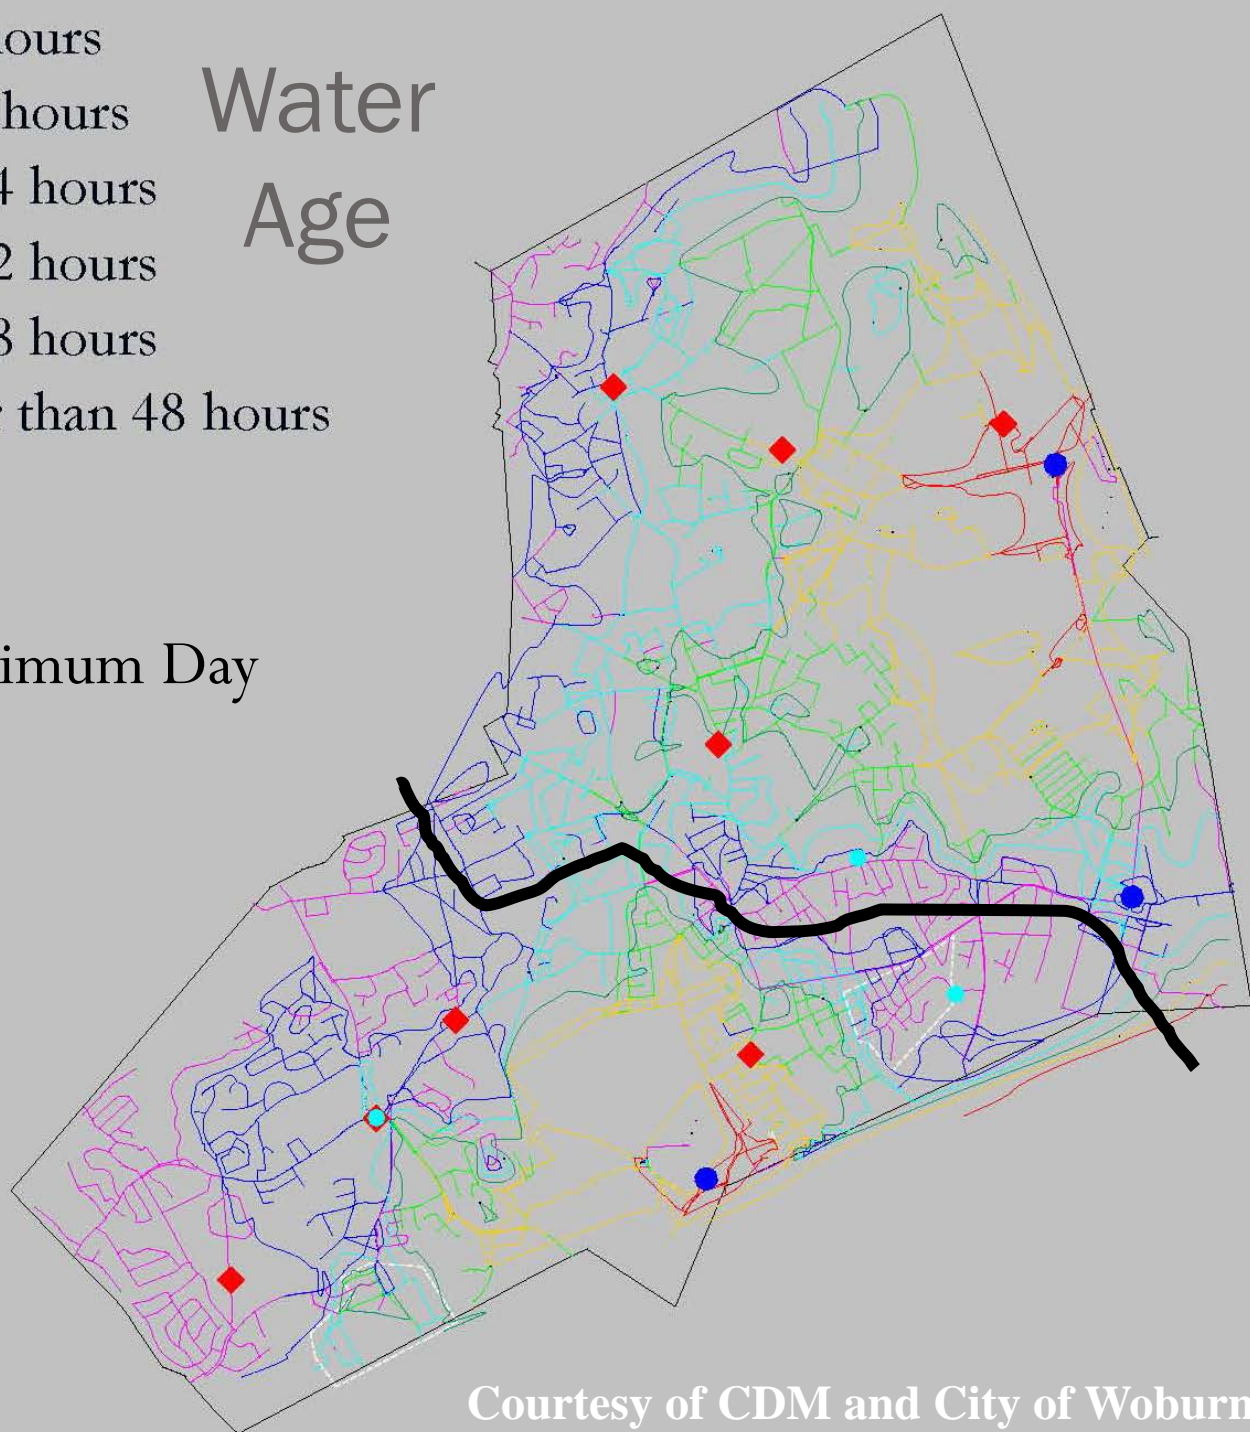 ours
hours
4 hours
2 hours
8 hours
than 48 hours
Water
Age
imum Day
Courtesy of CDM and City of Woburn